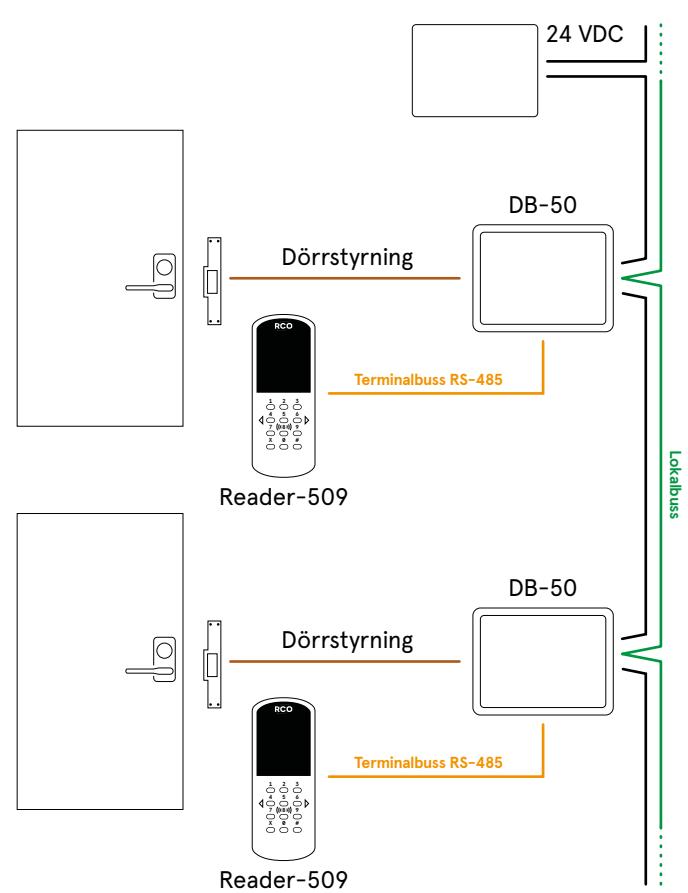 24 VDC
DB-50
Dörrstyrning
RCO
Terminalbuss RS-485
1 2 3
4 5 6
7 8 9
X 0 #
Reader-509
Lokalbuss
DB-50
Dörrstyrning
RCO
Terminalbuss RS-485
1 2 3
4 5 6
7 8 9
X 0 #
Reader-509